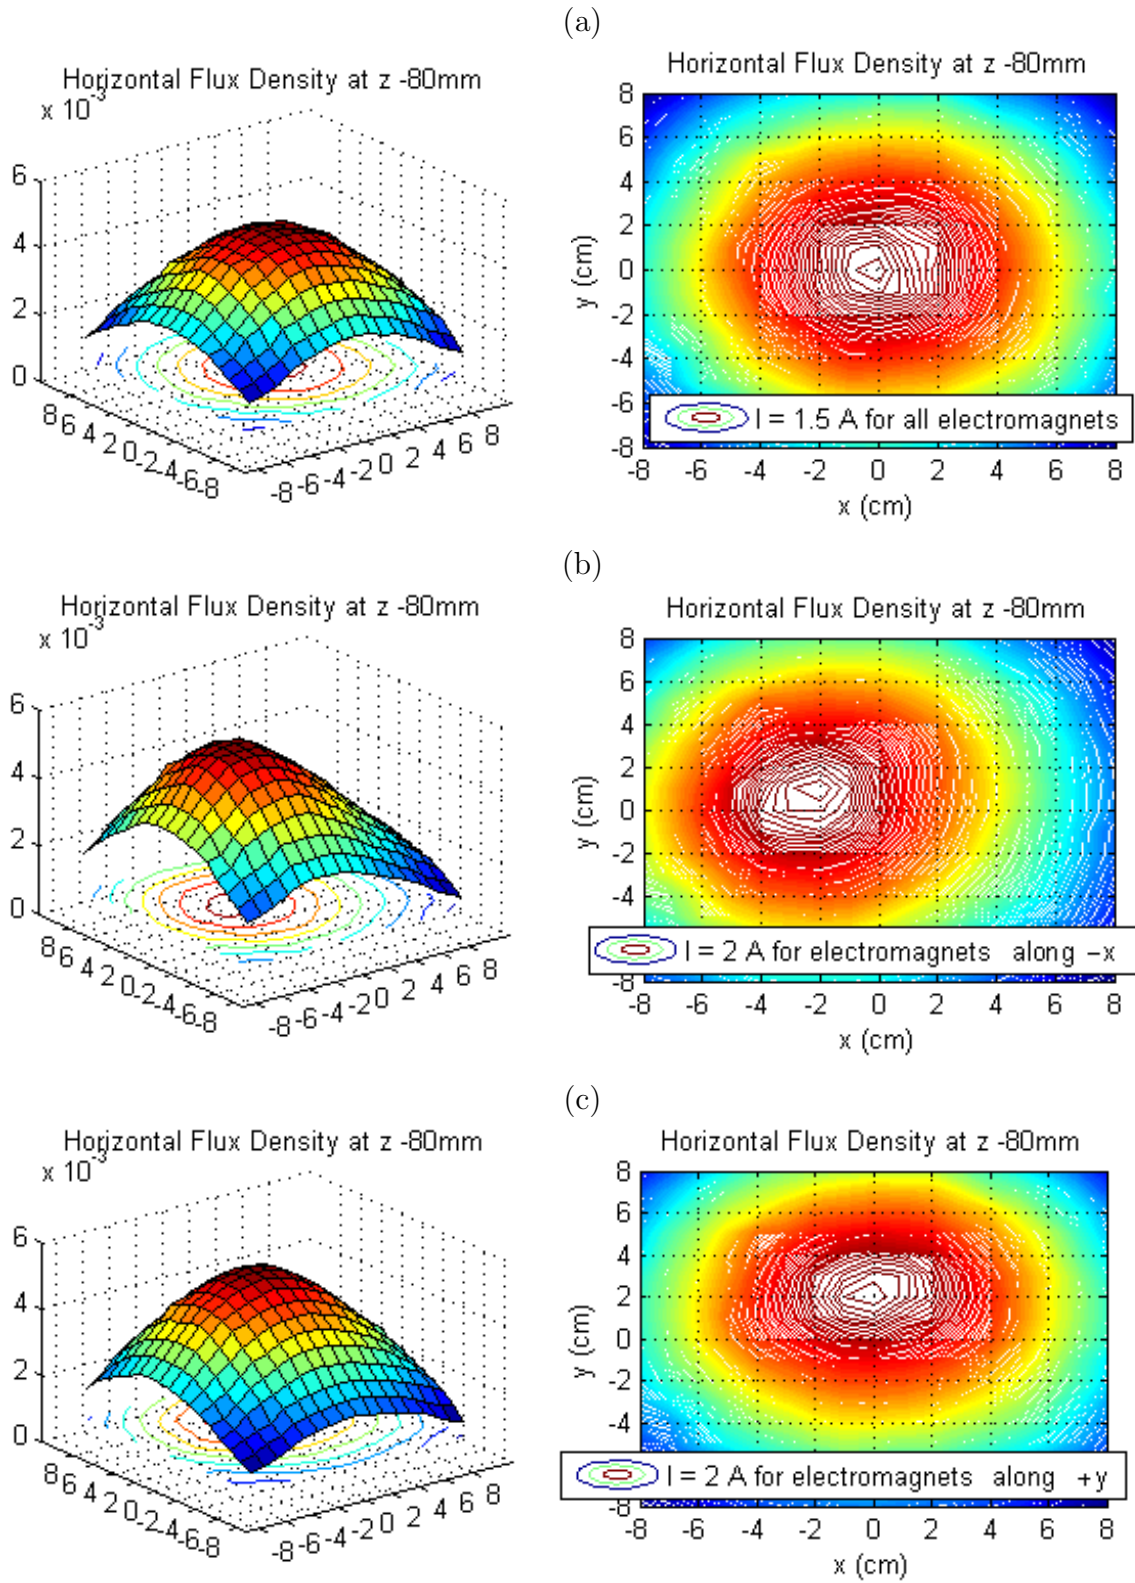 (a)
Horizontal Flux Density at z -80mm
x 10-3
6
4
2
0
8 6 4 2 0 -2 -4 -6 -8
-8 -6 -4 -2 0 2 4 6 8
Horizontal Flux Density at z -80mm
8
6
4
2
0
-2
-4
-6
-8
y (cm)
I = 1.5 A for all electromagnets
-8 -6 -4 -2 0 2 4 6 8
x (cm)
(b)
Horizontal Flux Density at z -80mm
x 10-3
6
4
2
0
8 6 4 2 0 -2 -4 -6 -8
-8 -6 -4 -2 0 2 4 6 8
Horizontal Flux Density at z -80mm
8
6
4
2
0
-2
-4
-8
y (cm)
I = 2 A for electromagnets along -x
-8 -6 -4 -2 0 2 4 6 8
x (cm)
(c)
Horizontal Flux Density at z -80mm
x 10-3
6
4
2
0
8 6 4 2 0 -2 -4 -6 -8
-8 -6 -4 -2 0 2 4 6 8
Horizontal Flux Density at z -80mm
8
6
4
2
0
-2
-4
-8
y (cm)
I = 2 A for electromagnets along +y
-8 -6 -4 -2 0 2 4 6 8
x (cm)